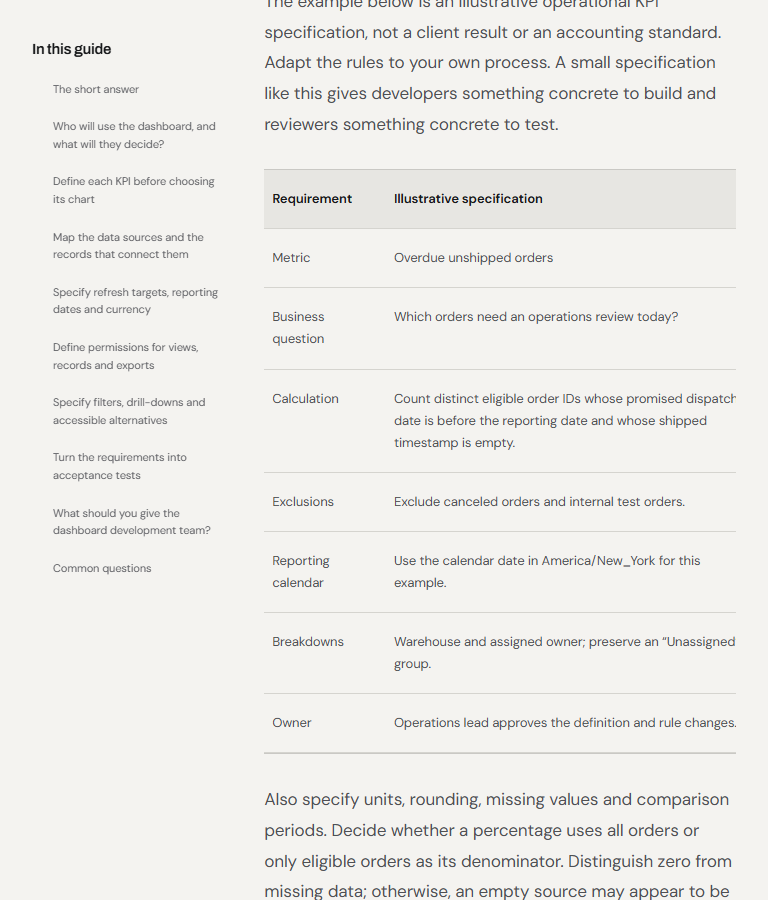 In this guide
The short answer
Who will use the dashboard, and
what will they decide?
Define each KPI before choosing
its chart
Map the data sources and the
records that connect them
Specify refresh targets, reporting
dates and currency
Define permissions for views,
records and exports
Specify filters, drill-downs and
accessible alternatives
Turn the requirements into
acceptance tests
What should you give the
dashboard development team?
Common questions
The example below is an illustrative operational KPI
specification, not a client result or an accounting standard.
Adapt the rules to your own process. A small specification
like this gives developers something concrete to build and
reviewers something concrete to test.
Requirement Illustrative specification
Metric Overdue unshipped orders
Business Which orders need an operations review today?
question
Calculation Count distinct eligible order IDs whose promised dispatch
date is before the reporting date and whose shipped
timestamp is empty.
Exclusions Exclude canceled orders and internal test orders.
Reporting Use the calendar date in America/New_York for this
calendar example.
Breakdowns Warehouse and assigned owner; preserve an “Unassigned
group.
Owner Operations lead approves the definition and rule changes.
Also specify units, rounding, missing values and comparison
periods. Decide whether a percentage uses all orders or
only eligible orders as its denominator. Distinguish zero from
missing data; otherwise, an empty source may appear to be